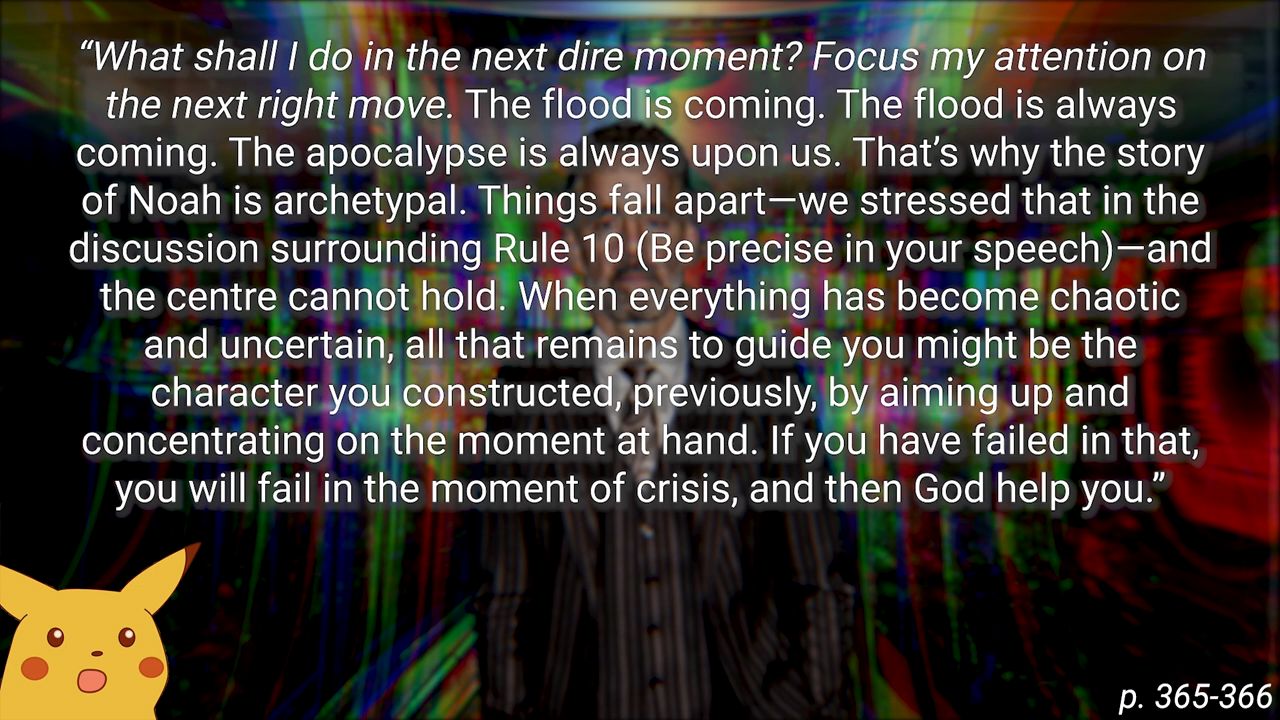 “What shall I do in the next dire moment? Focus my attention on
the next right move. The flood is coming. The flood is always
coming. The apocalypse is always upon us. That’s why the story
of Noah is archetypal. Things fall apart—we stressed that in the
discussion surrounding Rule 10 (Be precise in your speech)—and
the centre cannot hold. When everything has become chaotic
and uncertain, all that remains to guide you might be the
character you constructed, previously, by aiming up and
concentrating on the moment at hand. If you have failed in that,
you will fail in the moment of crisis, and then God help you.”
p. 365-366